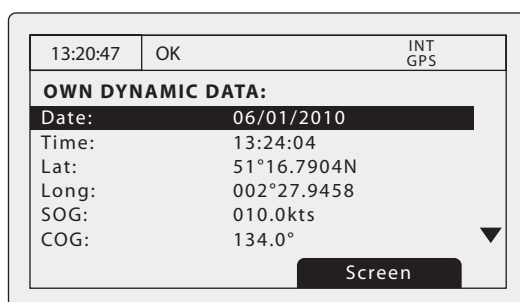 13:20:47 OK INT
GPS
OWN DYNAMIC DATA:
Date: 06/01/2010
Time: 13:24:04
Lat: 51°16.7904N
Long: 002°27.9458
SOG: 010.0kts
COG: 134.0°
Screen